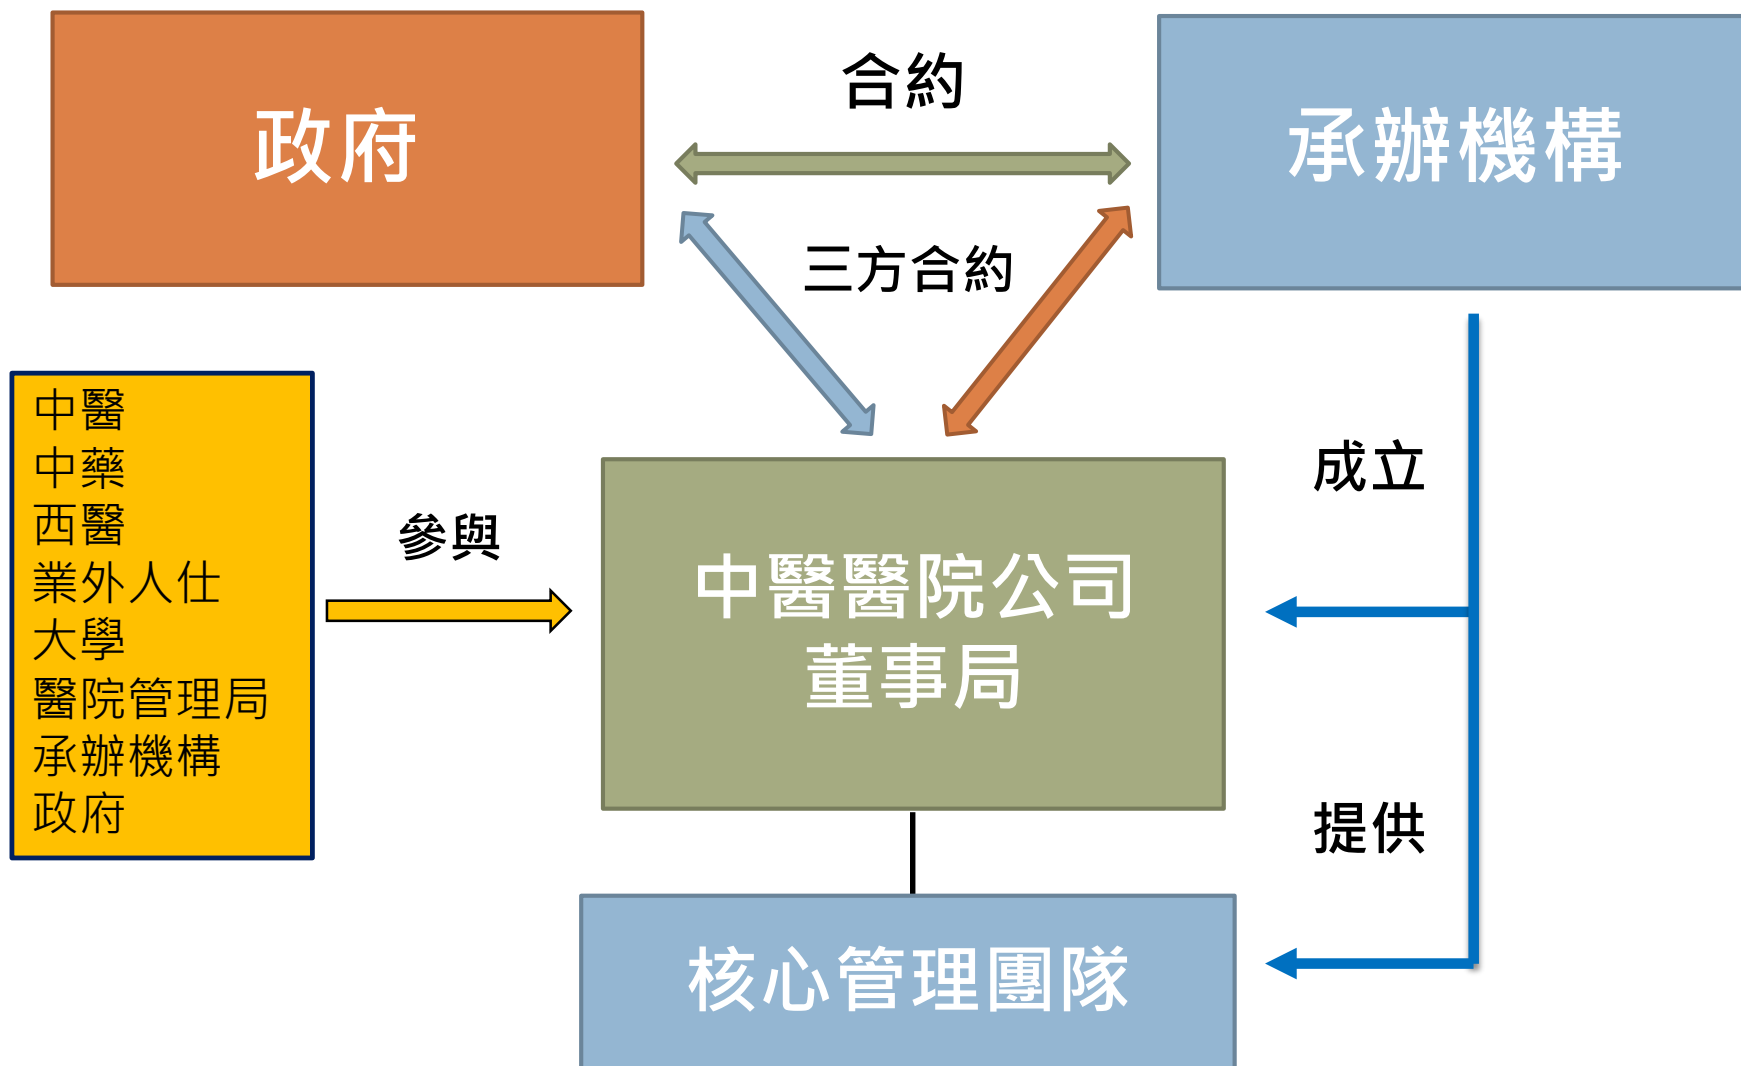 政府
合約
承辦機構
三方合約
中醫
中藥
西醫
業外人仕
大學
醫院管理局
承辦機構
政府
參與
中醫醫院公司
董事局
成立
提供
核心管理團隊